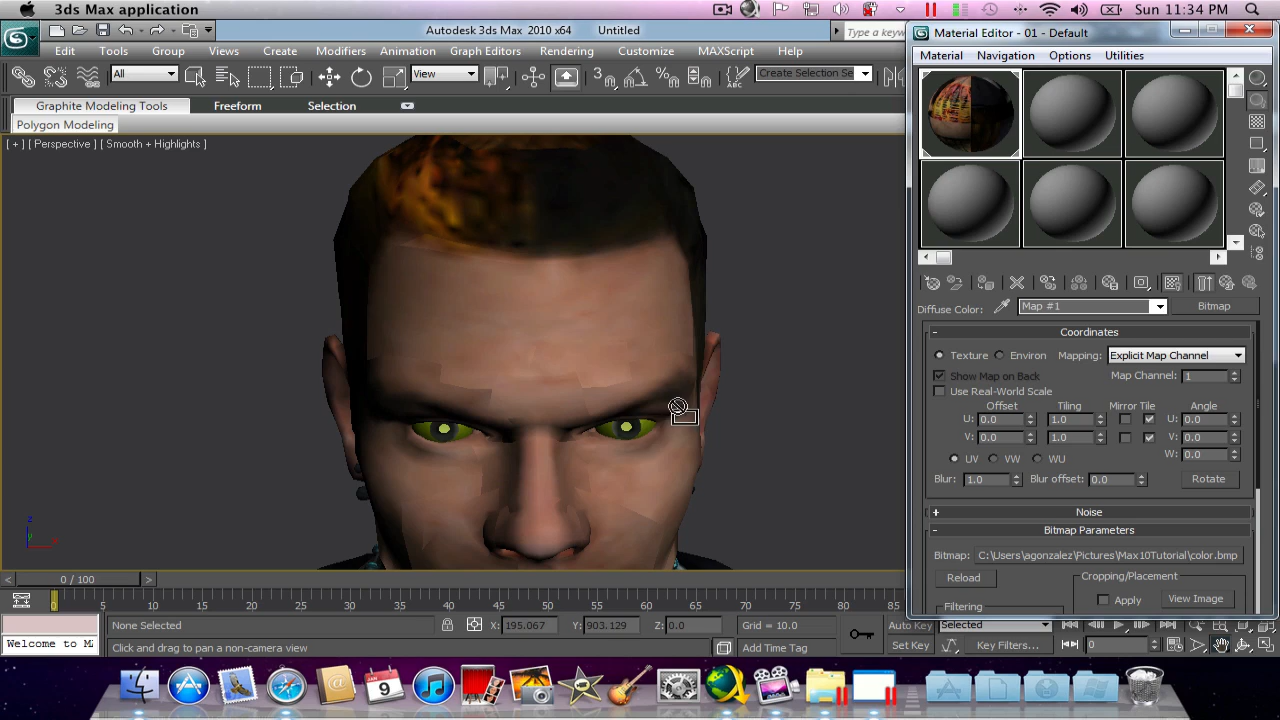 3ds Max application
Sun 11:34 PM
Autodesk 3ds Max 2010 x64 Untitled
Type a keyw
Edit Tools Group Views Create Modifiers Animation Graph Editors Rendering Customize MAXScript Help
All
View
3
Create Selection Se
Graphite Modeling Tools Freeform Selection
Polygon Modeling
[ + ] [ Perspective ] [ Smooth + Highlights ]
z
Material Editor - 01 - Default
Material Navigation Options Utilities
Diffuse Color: Map #1 Bitmap
- Coordinates
Texture Environ Mapping: Explicit Map Channel
Show Map on Back Map Channel: 1
Use Real-World Scale
Offset Tiling Mirror Tile Angle
U: 0.0 1.0 U: 0.0
V: 0.0 1.0 V: 0.0
W: 0.0
UV VW WU
Blur: 1.0 Blur offset: 0.0 Rotate
+ Noise
- Bitmap Parameters
Bitmap: C:\Users\agonzalez\Pictures\Max10Tutorial\color.bmp
Reload
Cropping/Placement
Apply View Image
Filtering
< 0 / 100 >
0 5 10 15 20 25 30 35 40 45 50 55 60 65 70 75 80 85
None Selected X: 195.067 Y: 903.129 Z: 0.0 Grid = 10.0 Auto Key Selected
Welcome to MA Click and drag to pan a non-camera view Add Time Tag Set Key Key Filters... 0
JAN
9